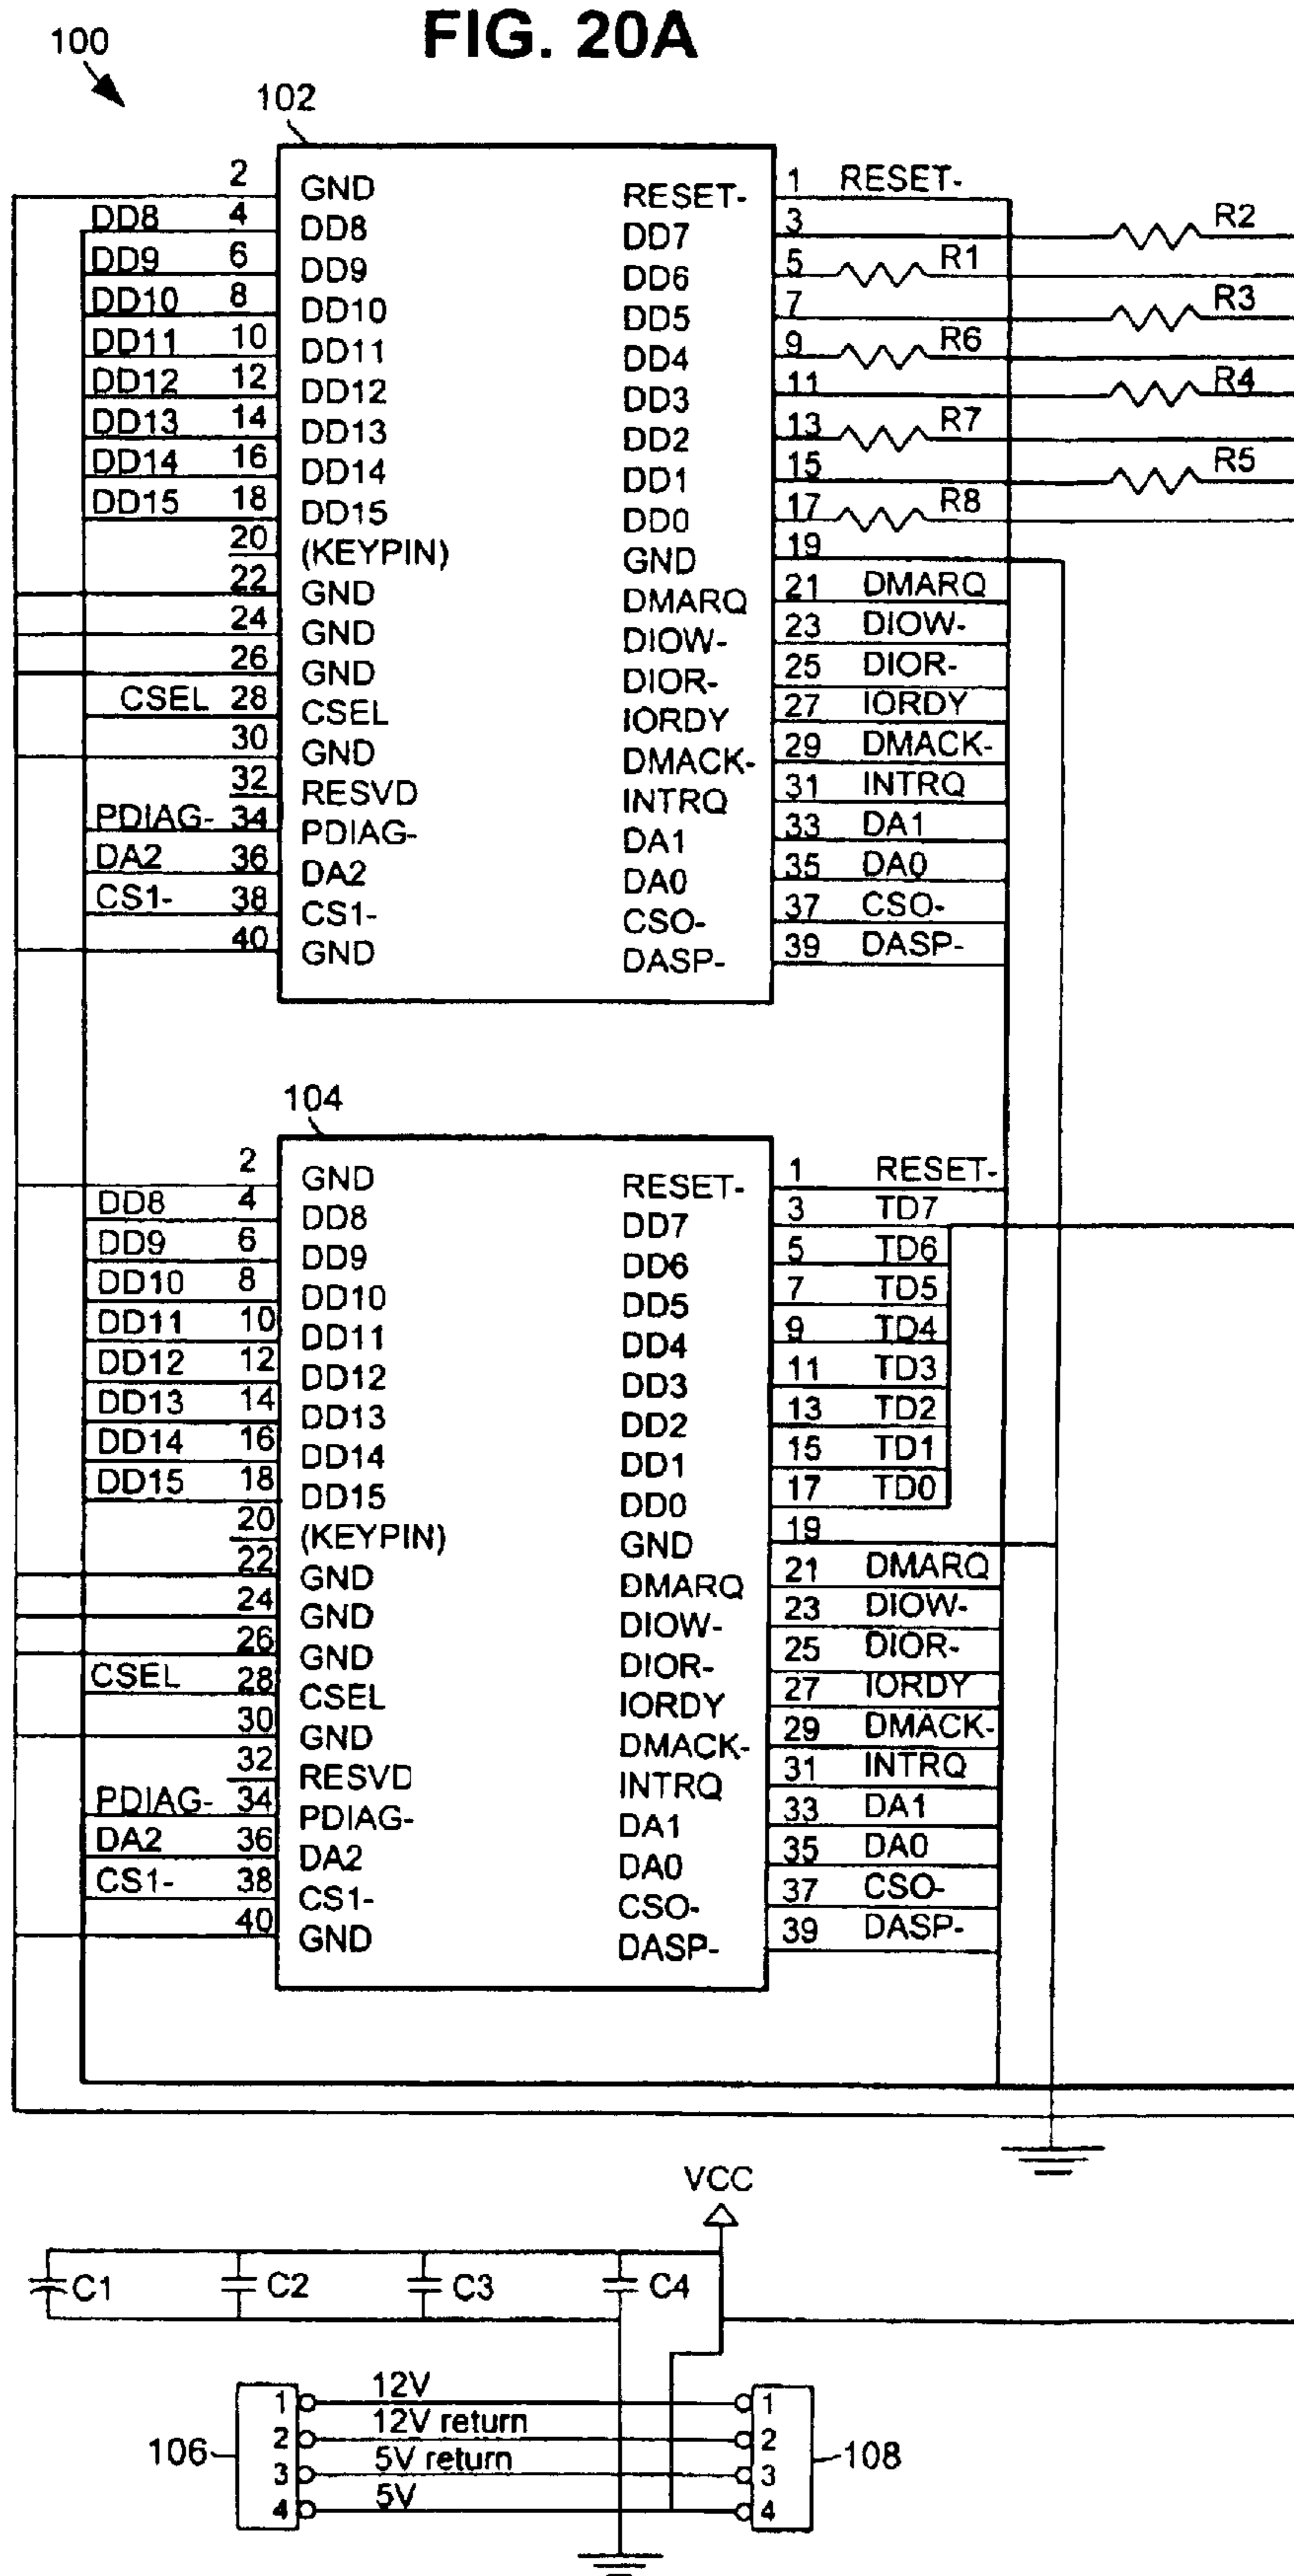 FIG. 20A
100
102
2 GND RESET- 1 RESET-
DD8 4 DD8 DD7 3 R2
DD9 6 DD9 DD6 5 R1
DD10 8 DD10 DD5 7 R3
DD11 10 DD11 DD4 9 R6
DD12 12 DD12 DD3 11 R4
DD13 14 DD13 DD2 13 R7
DD14 16 DD14 DD1 15 R5
DD15 18 DD15 DD0 17 R8
20 (KEYPIN) GND 19
22 GND DMARQ 21 DMARQ
24 GND DIOW- 23 DIOW-
26 GND DIOR- 25 DIOR-
CSEL 28 CSEL IORDY 27 IORDY
30 GND DMACK- 29 DMACK-
32 RESVD INTRQ 31 INTRQ
PDIAG- 34 PDIAG- DA1 33 DA1
DA2 36 DA2 DA0 35 DA0
CS1- 38 CS1- CSO- 37 CSO-
40 GND DASP- 39 DASP-
104
2 GND RESET- 1 RESET-
DD8 4 DD8 DD7 3 TD7
DD9 6 DD9 DD6 5 TD6
DD10 8 DD10 DD5 7 TD5
DD11 10 DD11 DD4 9 TD4
DD12 12 DD12 DD3 11 TD3
DD13 14 DD13 DD2 13 TD2
DD14 16 DD14 DD1 15 TD1
DD15 18 DD15 DD0 17 TD0
20 (KEYPIN) GND 19
22 GND DMARQ 21 DMARQ
24 GND DIOW- 23 DIOW-
26 GND DIOR- 25 DIOR-
CSEL 28 CSEL IORDY 27 IORDY
30 GND DMACK- 29 DMACK-
32 RESVD INTRQ 31 INTRQ
PDIAG- 34 PDIAG- DA1 33 DA1
DA2 36 DA2 DA0 35 DA0
CS1- 38 CS1- CSO- 37 CSO-
40 GND DASP- 39 DASP-
VCC
C1 C2 C3 C4
1 12V 1
2 12V return 2
106 108
3 5V return 3
4 5V 4